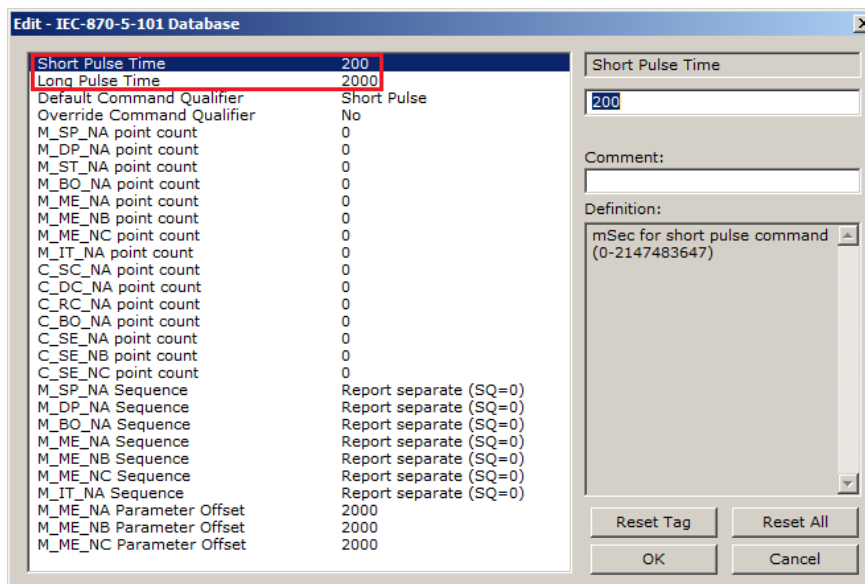 Edit - IEC-870-5-101 Database
Short Pulse Time 200
Long Pulse Time 2000
Default Command Qualifier Short Pulse
Override Command Qualifier No
M_SP_NA point count 0
M_DP_NA point count 0
M_ST_NA point count 0
M_BO_NA point count 0
M_ME_NA point count 0
M_ME_NB point count 0
M_ME_NC point count 0
M_IT_NA point count 0
C_SC_NA point count 0
C_DC_NA point count 0
C_RC_NA point count 0
C_BO_NA point count 0
C_SE_NA point count 0
C_SE_NB point count 0
C_SE_NC point count 0
M_SP_NA Sequence Report separate (SQ=0)
M_DP_NA Sequence Report separate (SQ=0)
M_BO_NA Sequence Report separate (SQ=0)
M_ME_NA Sequence Report separate (SQ=0)
M_ME_NB Sequence Report separate (SQ=0)
M_ME_NC Sequence Report separate (SQ=0)
M_IT_NA Sequence Report separate (SQ=0)
M_ME_NA Parameter Offset 2000
M_ME_NB Parameter Offset 2000
M_ME_NC Parameter Offset 2000
Short Pulse Time
200
Comment:
Definition:
mSec for short pulse command
(0-2147483647)
Reset Tag Reset All
OK Cancel